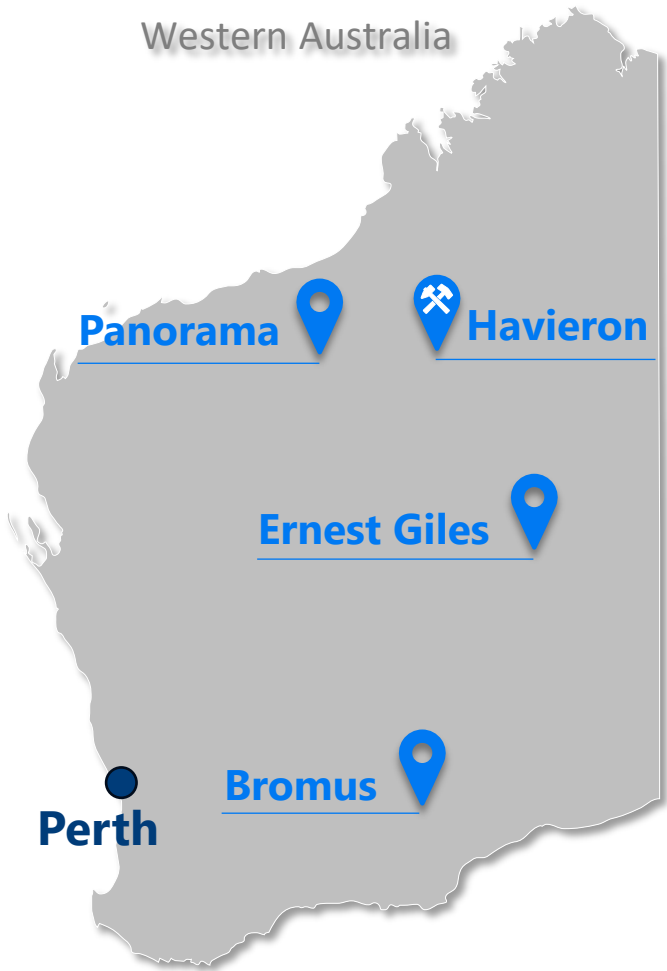 Western Australia
Panorama
Havieron
Ernest Giles
Bromus
Perth